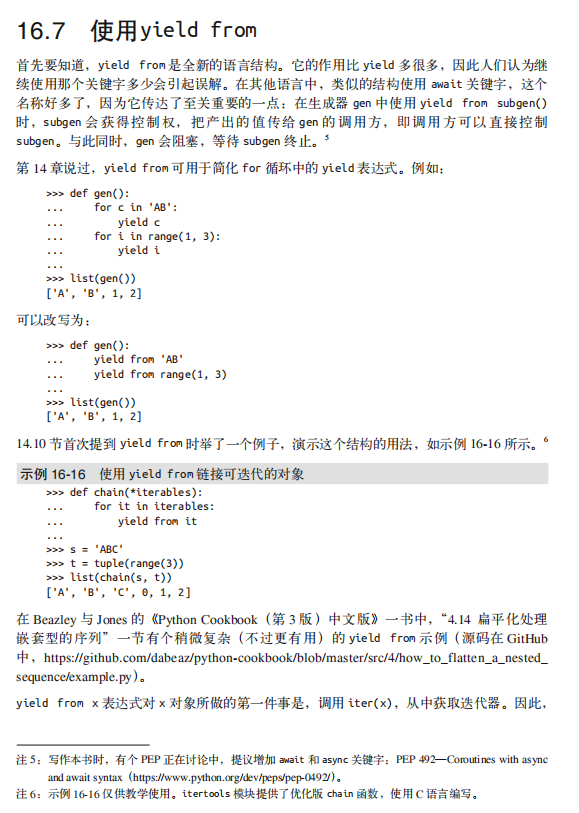 16.7 使用yield from
首先要知道，yield from 是全新的语言结构。它的作用比 yield 多很多，因此人们认为继
续使用那个关键字多少会引起误解。在其他语言中，类似的结构使用 await 关键字，这个
名称好多了，因为它传达了至关重要的一点：在生成器 gen 中使用 yield from subgen()
时，subgen 会获得控制权，把产出的值传给 gen 的调用方，即调用方可以直接控制
subgen。与此同时，gen 会阻塞，等待 subgen 终止。5
第 14 章说过，yield from 可用于简化 for 循环中的 yield 表达式。例如：
>>> def gen():
...     for c in 'AB':
...         yield c
...     for i in range(1, 3):
...         yield i
...
>>> list(gen())
['A', 'B', 1, 2]
可以改写为：
>>> def gen():
...     yield from 'AB'
...     yield from range(1, 3)
...
>>> list(gen())
['A', 'B', 1, 2]
14.10 节首次提到 yield from 时举了一个例子，演示这个结构的用法，如示例 16-16 所示。6
示例 16-16 使用 yield from 链接可迭代的对象
>>> def chain(*iterables):
...     for it in iterables:
...         yield from it
...
>>> s = 'ABC'
>>> t = tuple(range(3))
>>> list(chain(s, t))
['A', 'B', 'C', 0, 1, 2]
在 Beazley 与 Jones 的《Python Cookbook（第 3 版）中文版》一书中，“4.14 扁平化处理
嵌套型的序列”一节有个稍微复杂（不过更有用）的 yield from 示例（源码在 GitHub
中，https://github.com/dabeaz/python-cookbook/blob/master/src/4/how_to_flatten_a_nested_
sequence/example.py）。
yield from x 表达式对 x 对象所做的第一件事是，调用 iter(x)，从中获取迭代器。因此，
注 5：写作本书时，有个 PEP 正在讨论中，提议增加 await 和 async 关键字：PEP 492—Coroutines with async
and await syntax（https://www.python.org/dev/peps/pep-0492/）。
注 6：示例 16-16 仅供教学使用。itertools 模块提供了优化版 chain 函数，使用 C 语言编写。